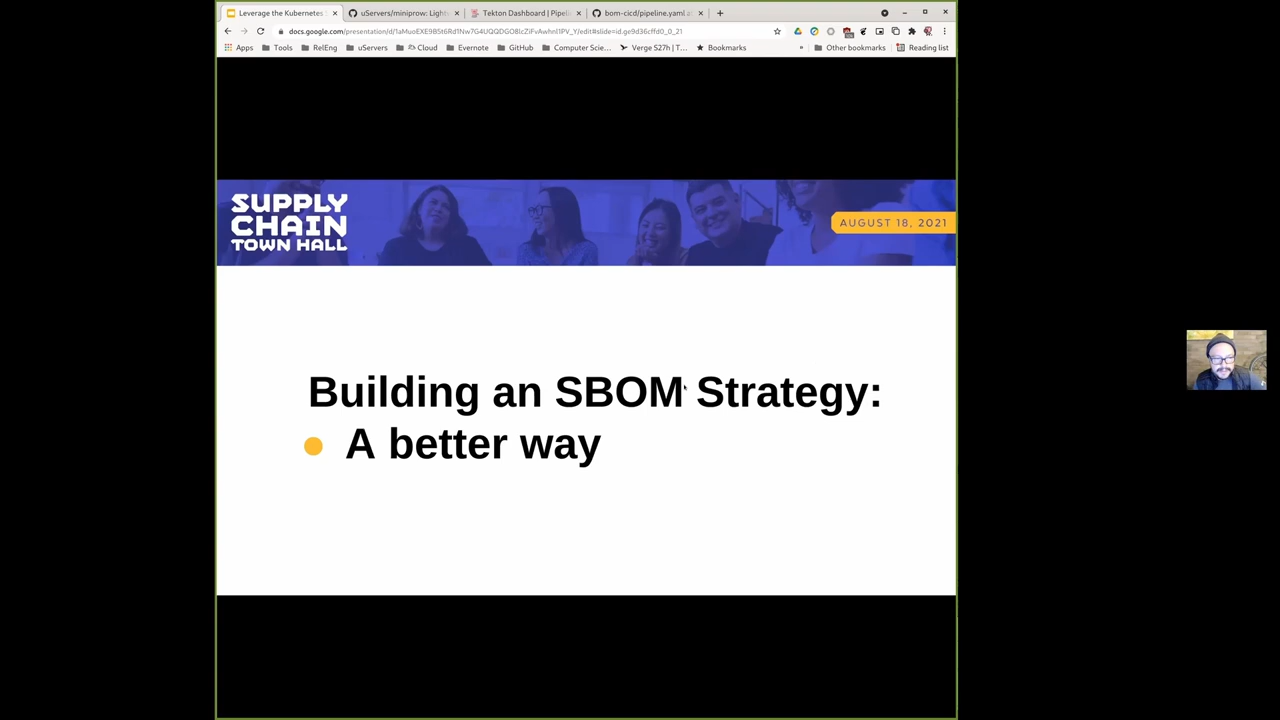 Leverage the Kubernetes
uServers/miniprow: Light
Tekton Dashboard | Pipeli
bom-cicd/pipeline.yaml a
Apps
Tools
RelEng
uServers
Cloud
Evernote
GitHub
Computer Scie...
Verge S27h | T...
Bookmarks
»
Other bookmarks
Reading list
SUPPLY
CHAIN
TOWN HALL
AUGUST 18, 2021
Building an SBOM Strategy:
A better way